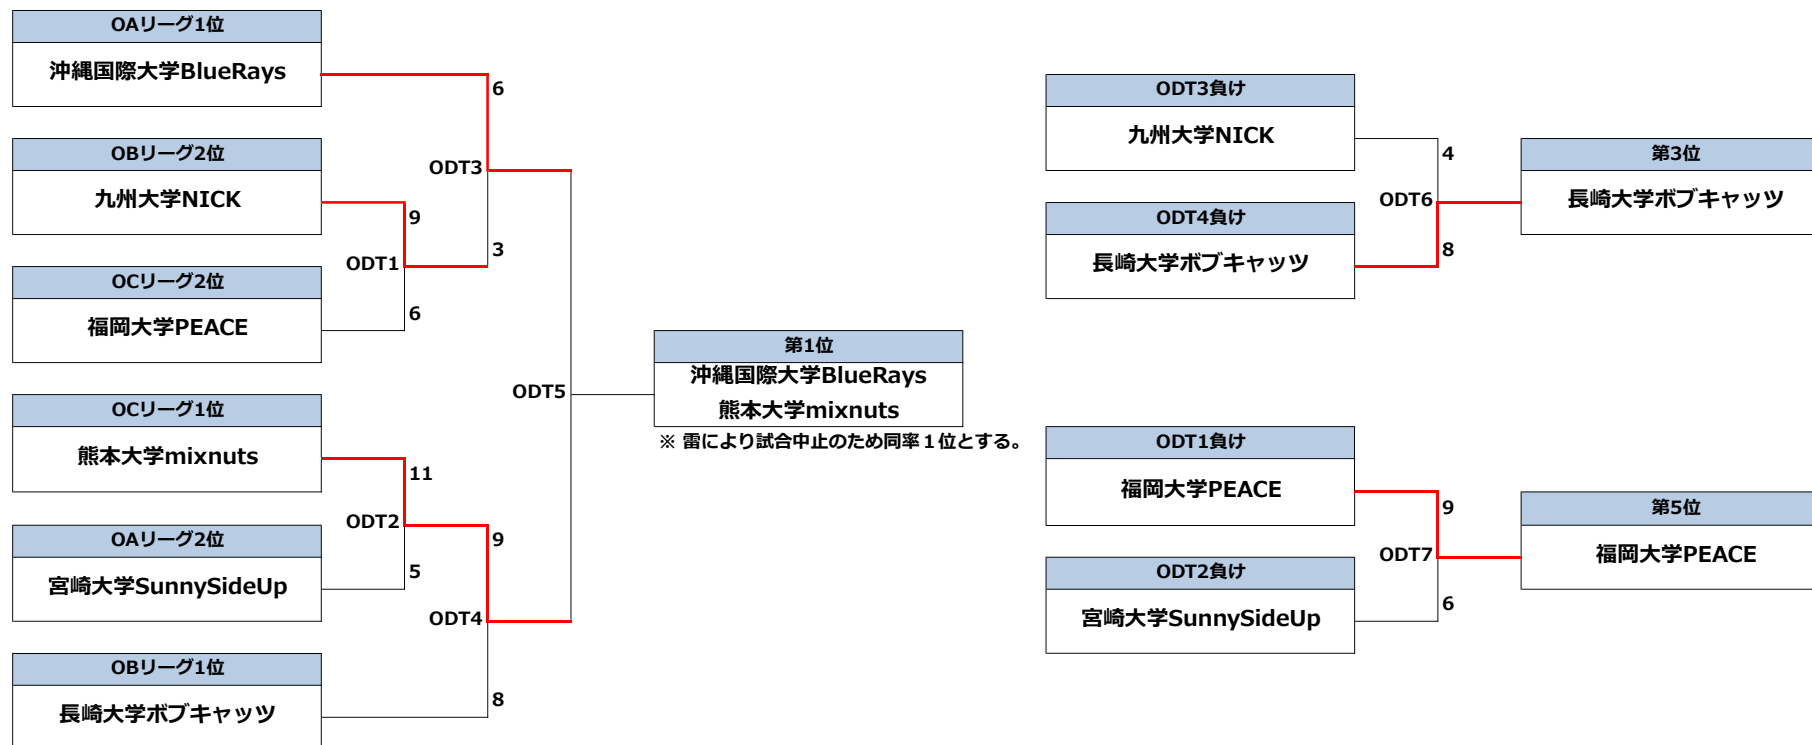 OAリーグ1位
沖縄国際大学BlueRays
6
OBリーグ2位
ODT3
九州大学NICK
9
3
ODT1
OCリーグ2位
6
福岡大学PEACE
第1位
沖縄国際大学BlueRays
ODT5
熊本大学mixnuts
※ 雷により試合中止のため同率１位とする。
OCリーグ1位
熊本大学mixnuts
11
ODT2
9
OAリーグ2位
5
宮崎大学SunnySideUp
ODT4
OBリーグ1位
8
長崎大学ボブキャッツ
ODT3負け
九州大学NICK
4
第3位
ODT6
長崎大学ボブキャッツ
ODT4負け
8
長崎大学ボブキャッツ
ODT1負け
福岡大学PEACE
9
第5位
ODT7
福岡大学PEACE
ODT2負け
6
宮崎大学SunnySideUp